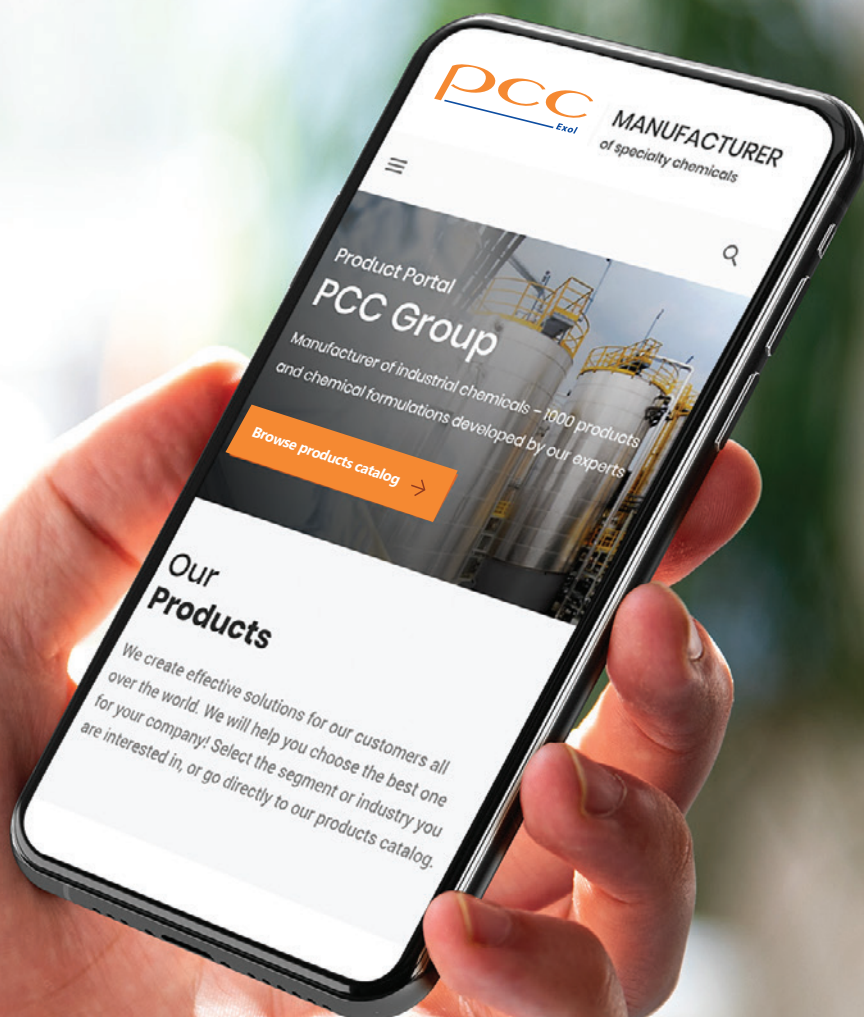 pcc
Exol
MANUFACTURER
of specialty chemicals
Product Portal
PCC Group
Manufacturer of industrial chemicals – 1000 products
and chemical formulations developed by our experts
Browse products catalog
Our
Products
We create effective solutions for our customers all
over the world. We will help you choose the best one
for your company! Select the segment or industry you
are interested in, or go directly to our products catalog.